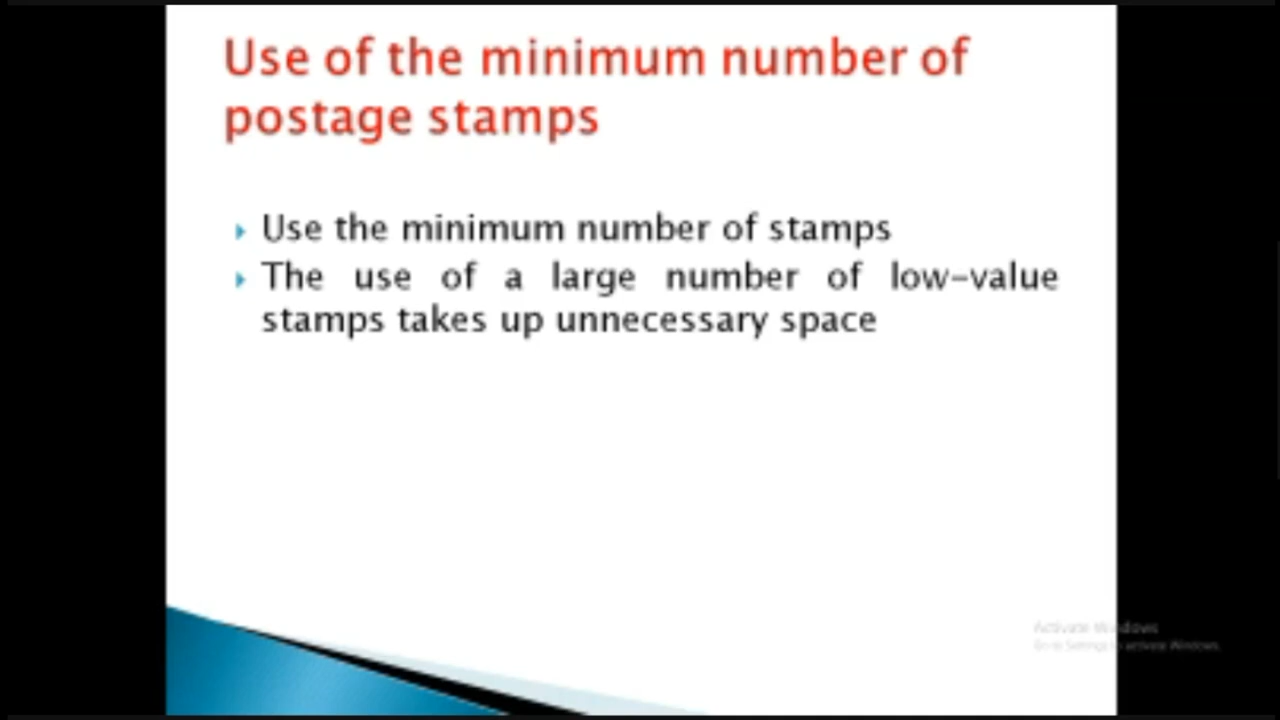 Use of the minimum number of
postage stamps
Use the minimum number of stamps
The use of a large number of low-value
stamps takes up unnecessary space
Activate Windows
Go to Settings to activate Windows.